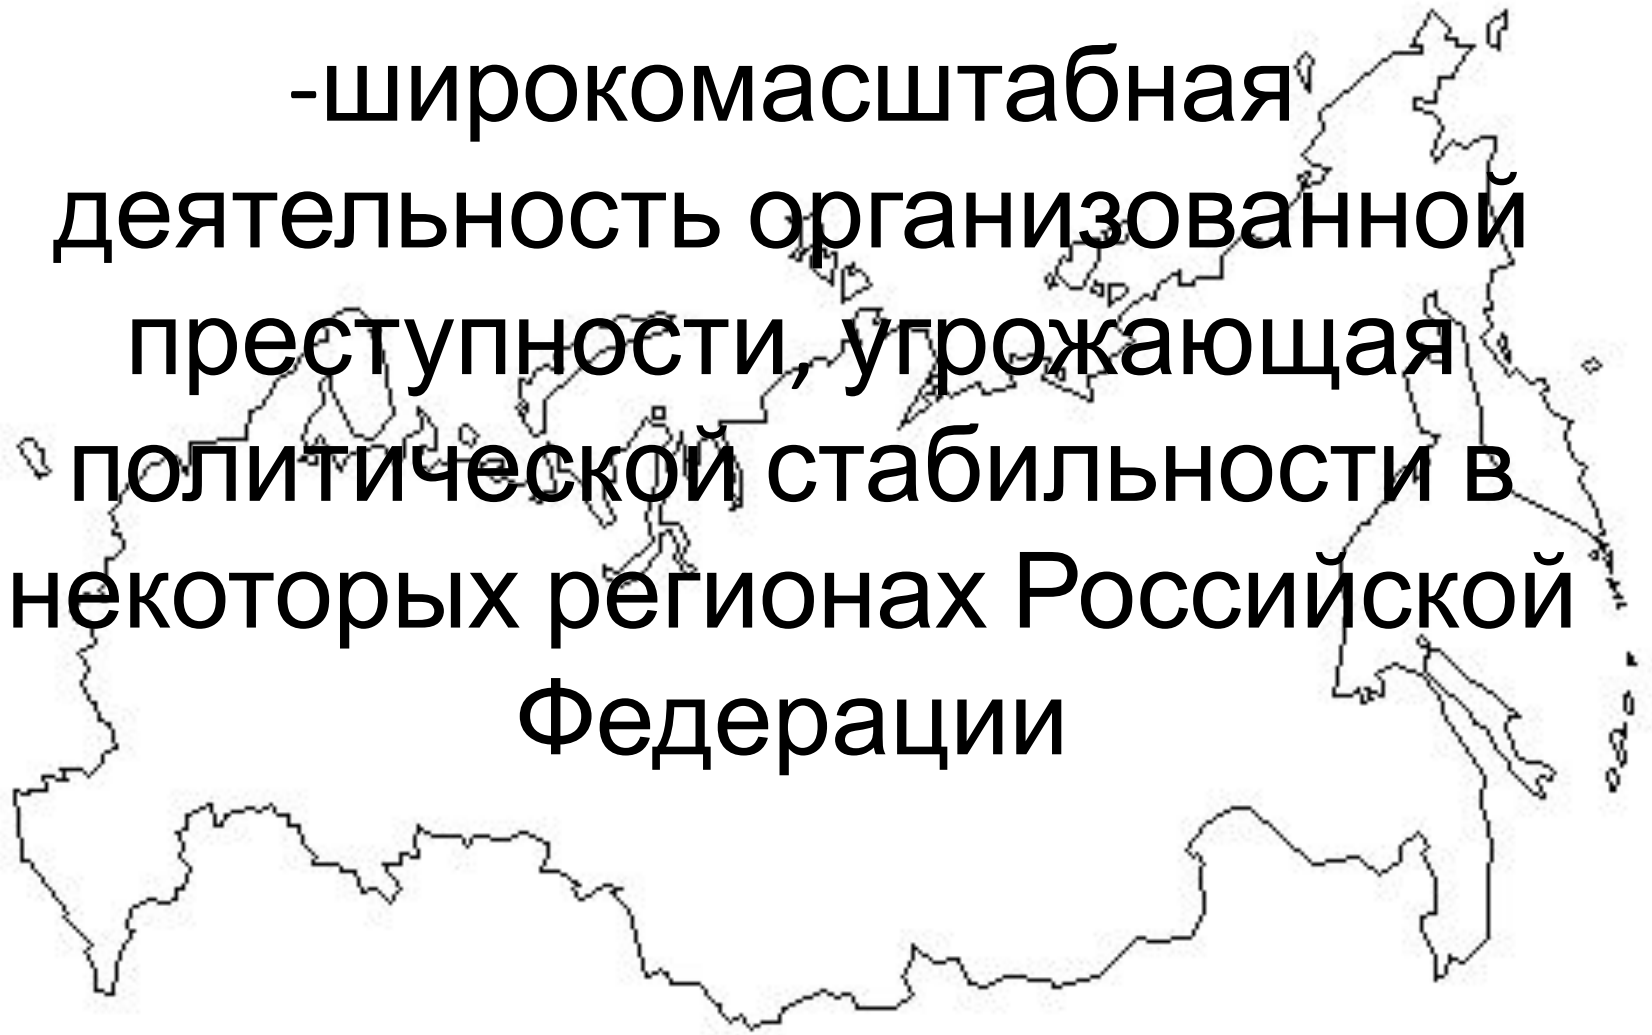 -широкомасштабная
деятельность организованной
преступности, угрожающая
политической стабильности в
некоторых регионах Российской
Федерации